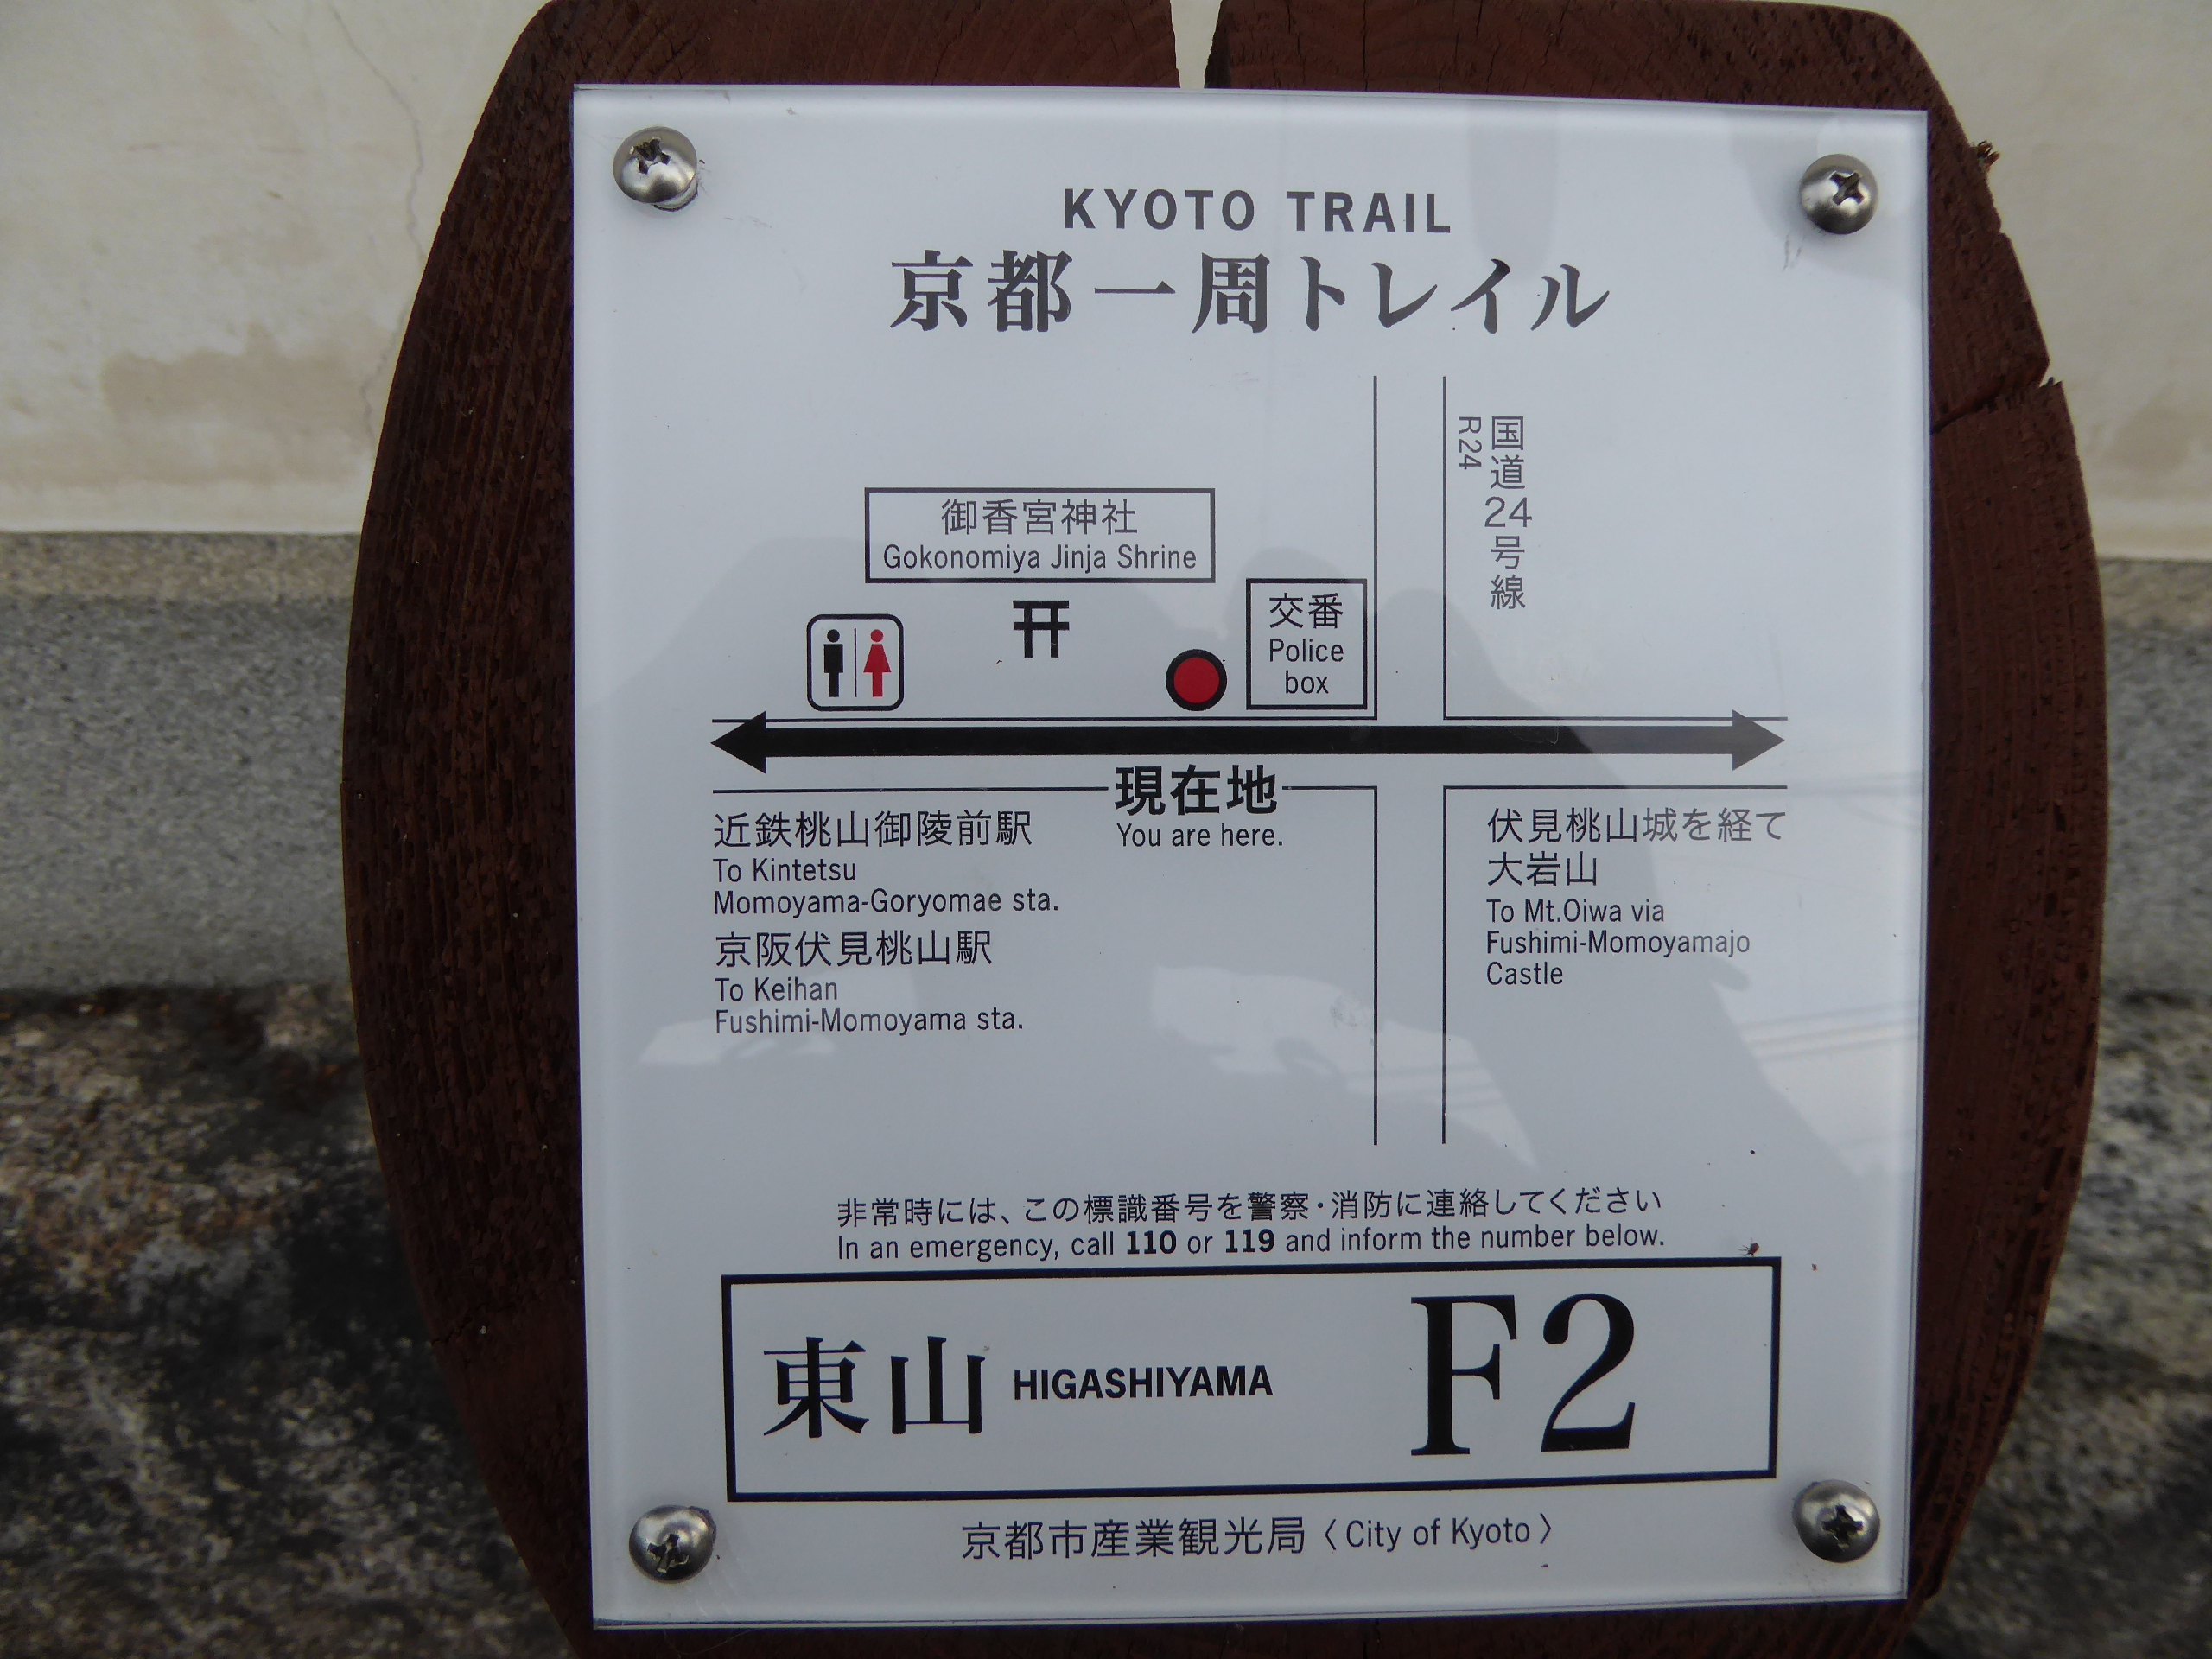 KYOTO TRAIL
京都一周トレイル
国道24号線
R24
御香宮神社
Gokonomiya Jinja Shrine
交番
Police
box
現在地
You are here.
近鉄桃山御陵前駅
To Kintetsu
Momoyama-Goryomae sta.
京阪伏見桃山駅
To Keihan
Fushimi-Momoyama sta.
伏見桃山城を経て
大岩山
To Mt.Oiwa via
Fushimi-Momoyamajo
Castle
非常時には、この標識番号を警察・消防に連絡してください
In an emergency, call 110 or 119 and inform the number below.
東山 HIGASHIYAMA F2
京都市産業観光局〈City of Kyoto〉